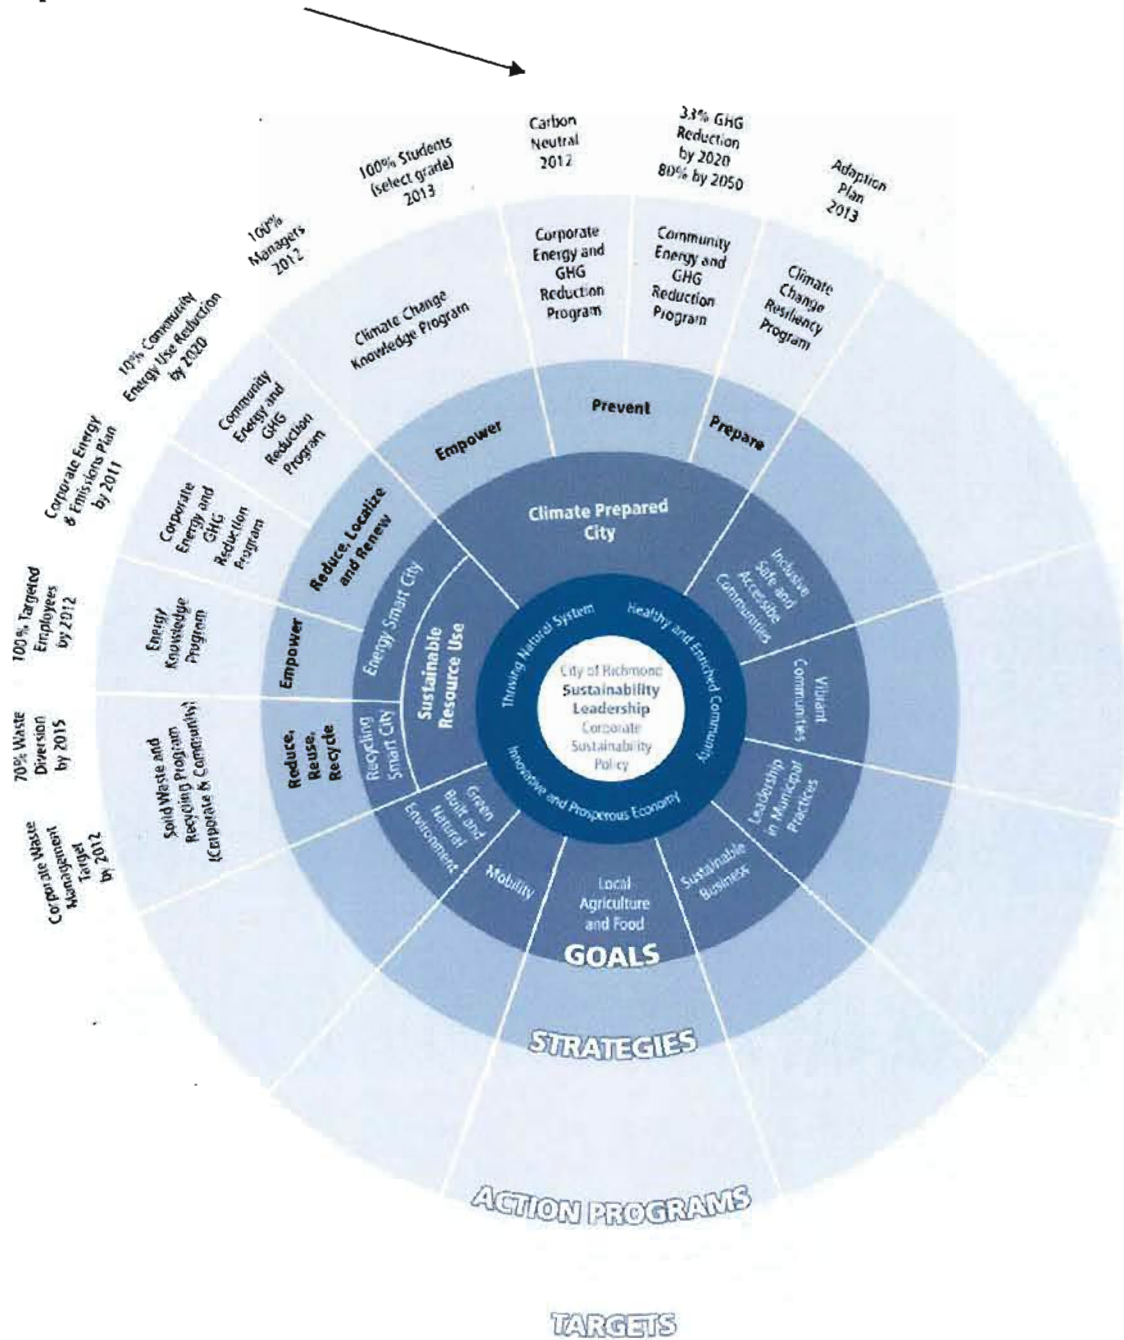 Carbon
Neutral
2012
33% GHG
Reduction
by 2020
80% by 2050
Adaption
Plan
2013
100% Students
(select grade)
2013
100%
Managers
2012
10% Community
Energy Use Reduction
by 2020
Corporate Energy
& Emissions Plan
by 2011
100% Targeted
Employees
by 2012
70% Waste
Diversion
by 2015
Corporate Waste
Management
Target
by 2012
Corporate
Energy and
GHG
Reduction
Program
Community
Energy and
GHG
Reduction
Program
Climate
Change
Resiliency
Program
Climate Change
Knowledge Program
Community
Energy and
GHG
Reduction
Program
Corporate
Energy and
GHG
Reduction
Program
Energy
Knowledge
Program
Solid Waste and
Recycling Program
(Corporate & Community)
Prevent
Prepare
Empower
Reduce, Localize
and Renew
Empower
Reduce,
Reuse,
Recycle
Climate Prepared
City
Energy Smart City
Sustainable
Resource Use
Recycling
Smart City
Inclusive
Safe and
Accessible
Communities
Vibrant
Communities
Leadership
in Municipal
Practices
Sustainable
Business
Local
Agriculture
and Food
Mobility
Green
Built and
Natural
Environment
Thriving Natural System
Healthy and Enriched Community
Innovative and Prosperous Economy
City of Richmond
Sustainability
Leadership
Corporate
Sustainability
Policy
GOALS
STRATEGIES
ACTION PROGRAMS
TARGETS